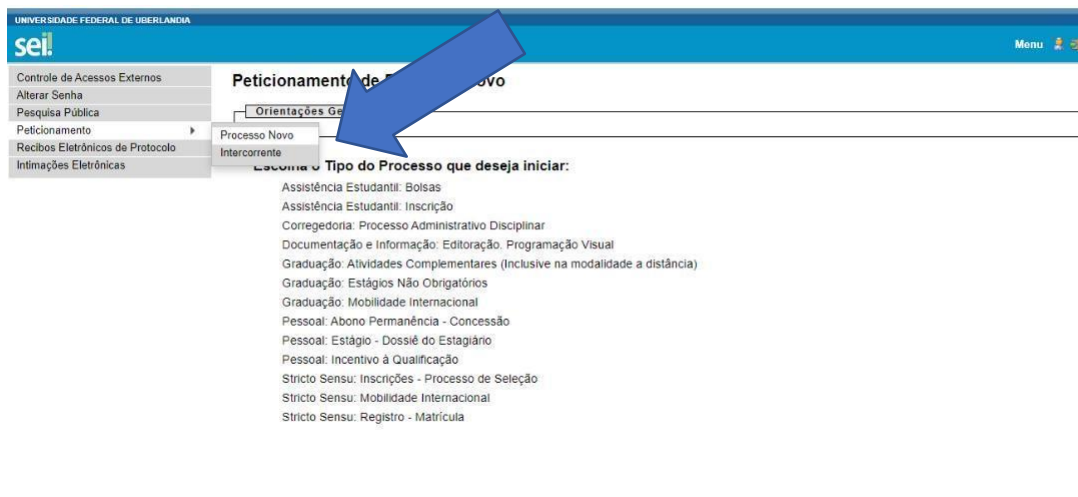 UNIVERSIDADE FEDERAL DE UBERLANDIA
sei!
Menu
Controle de Acessos Externos
Alterar Senha
Pesquisa Pública
Peticionamento
Recibos Eletrônicos de Protocolo
Intimações Eletrônicas
Processo Novo
Intercorrente
Peticionamento de
Orientações
Escolha o Tipo do Processo que deseja iniciar:
Assistência Estudantil: Bolsas
Assistência Estudantil: Inscrição
Corregedoria: Processo Administrativo Disciplinar
Documentação e Informação: Editoração. Programação Visual
Graduação: Atividades Complementares (Inclusive na modalidade a distância)
Graduação: Estágios Não Obrigatórios
Graduação: Mobilidade Internacional
Pessoal: Abono Permanência - Concessão
Pessoal: Estágio - Dossiê do Estagiário
Pessoal: Incentivo à Qualificação
Stricto Sensu: Inscrições - Processo de Seleção
Stricto Sensu: Mobilidade Internacional
Stricto Sensu: Registro - Matrícula